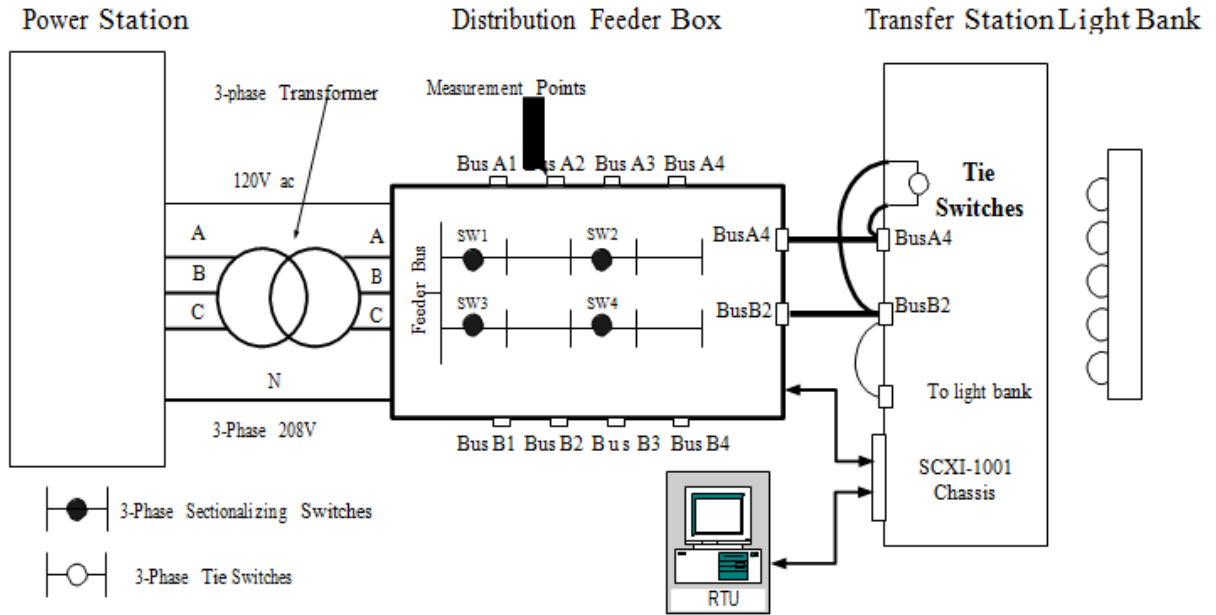 Power Station
Distribution Feeder Box
Transfer Station Light Bank
3-phase Transformer
Measurement Points
120V ac
Bus A1
A2
Bus A3
Bus A4
A
B
C
A
B
C
N
3-Phase 208V
Feeder Bus
SW1
SW2
SW3
SW4
BusA4
BusB2
Tie
Switches
BusA4
BusB2
To light bank
SCXI-1001
Chassis
Bus B1
Bus B2
Bus B3
Bus B4
RTU
3-Phase Sectionalizing Switches
3-Phase Tie Switches